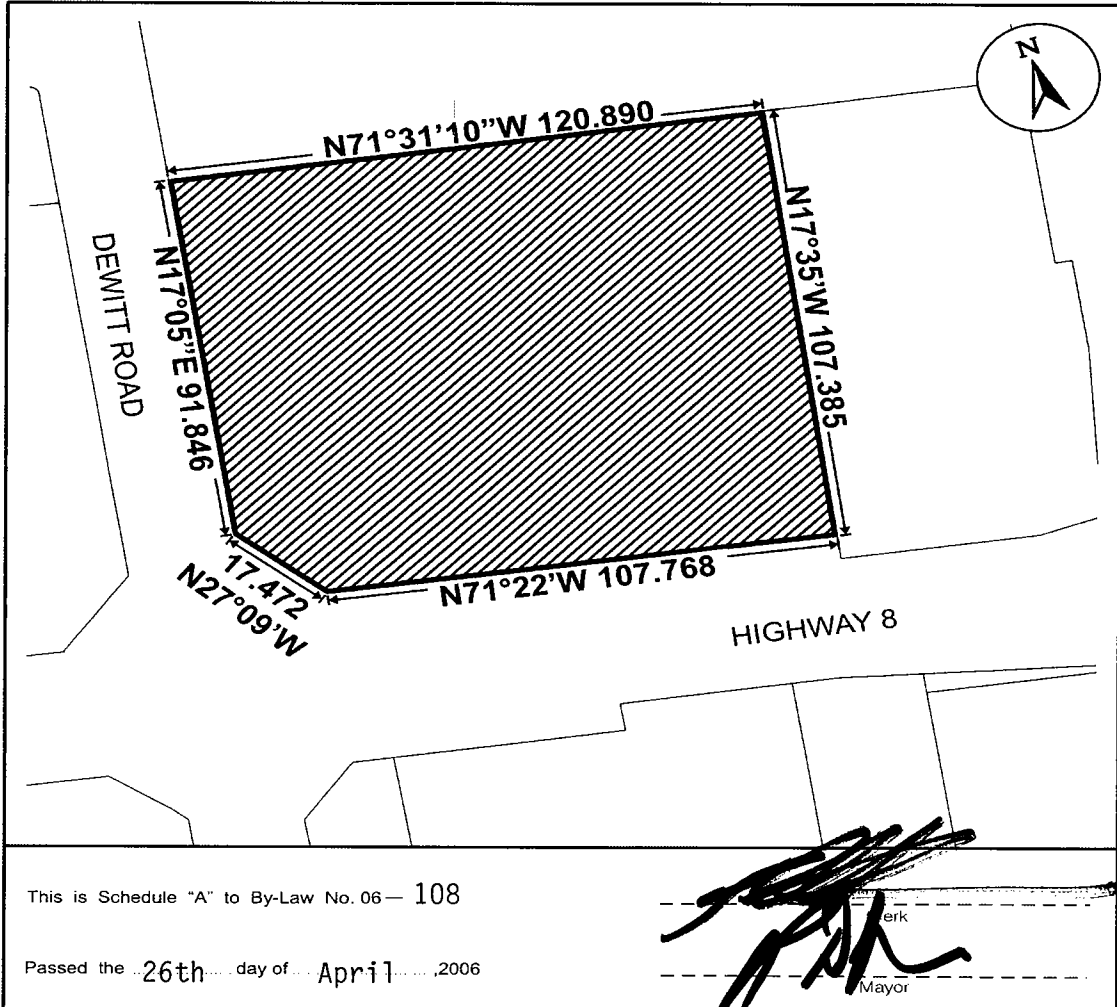 N
N71°31'10"W 120.890
N17°35'W 107.385
DEWITT ROAD
N17°05"E 91.846
17.472
N27°09'W
N71°22'W 107.768
HIGHWAY 8
This is Schedule "A" to By-Law No. 06— 108
Passed the 26th day of April ,2006
Mayor